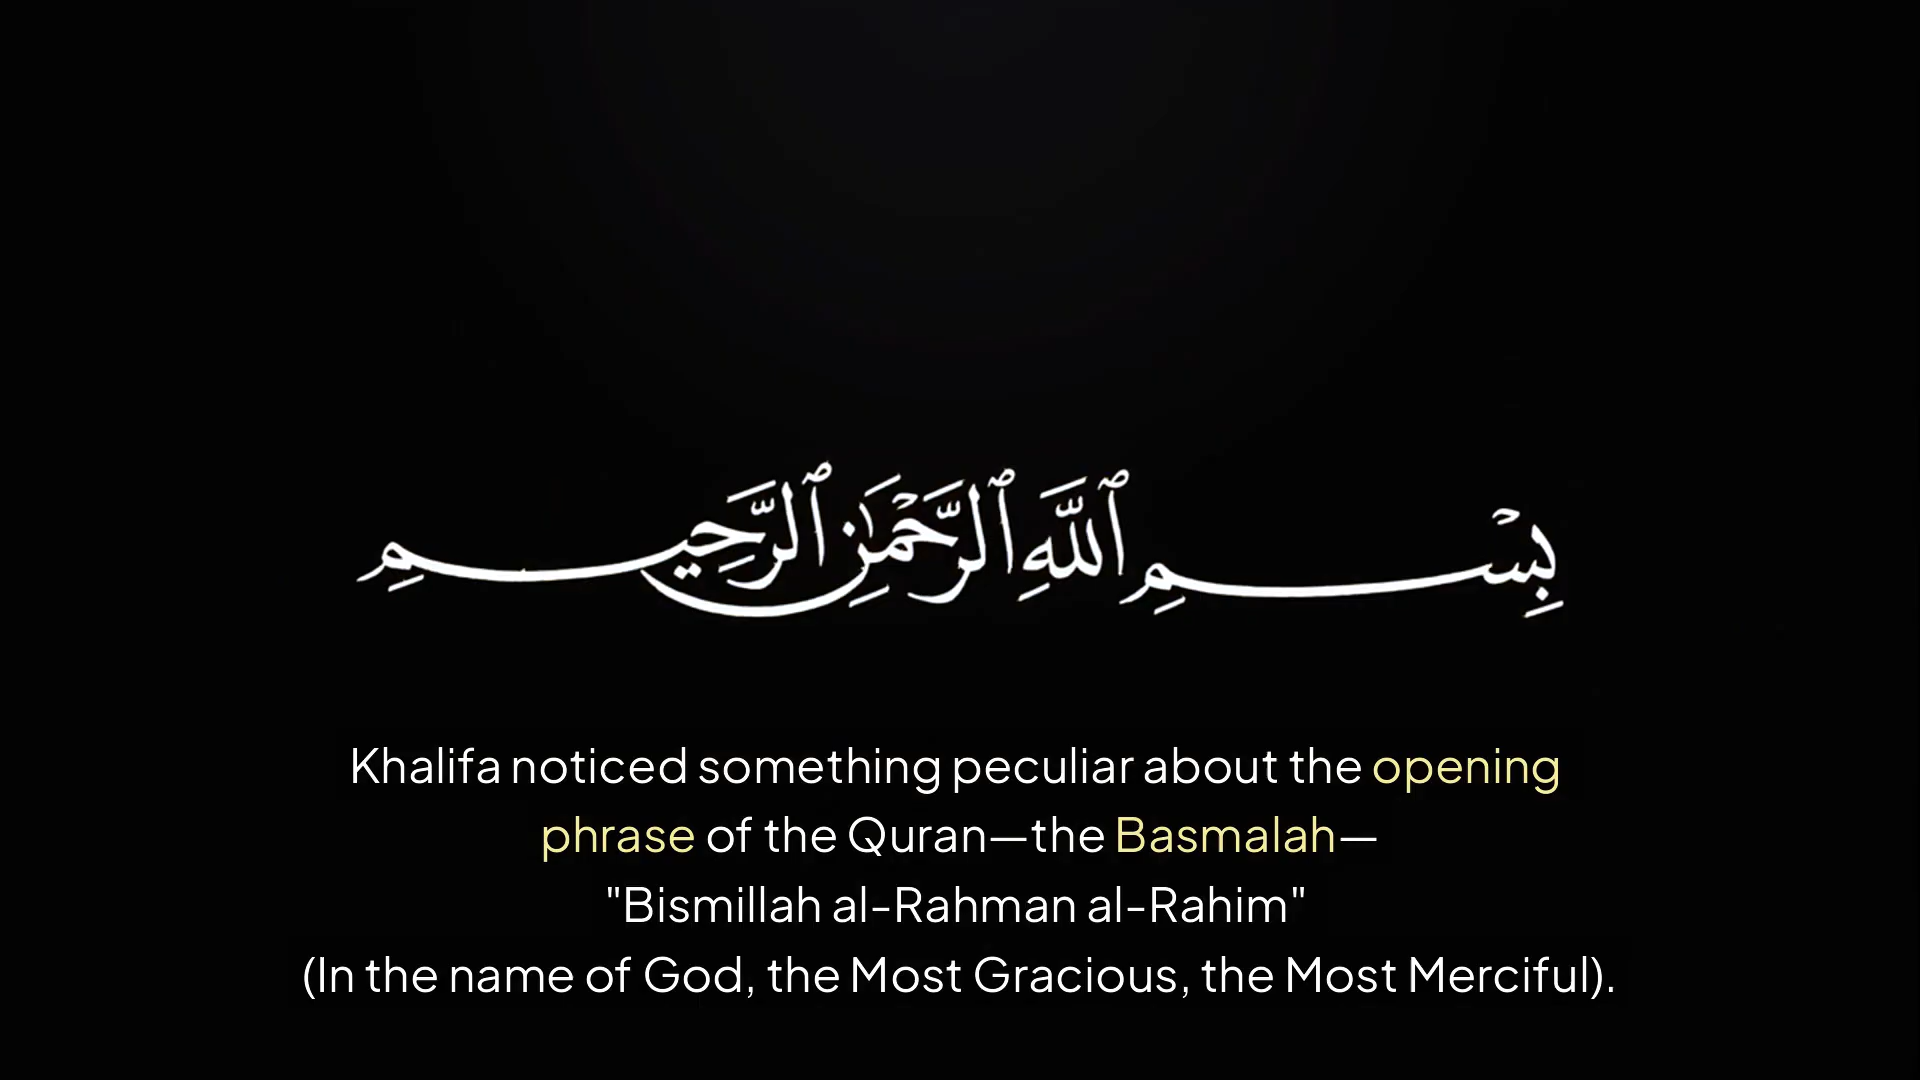 بِسْمِ ٱللَّهِ ٱلرَّحْمَٰنِ ٱلرَّحِيمِ
Khalifa noticed something peculiar about the opening
phrase of the Quran—the Basmalah—
"Bismillah al-Rahman al-Rahim"
(In the name of God, the Most Gracious, the Most Merciful).